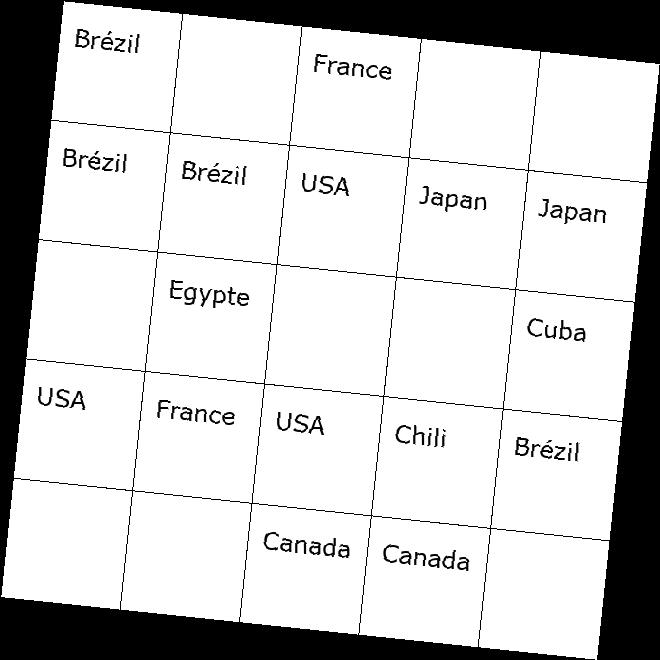 Brézil France
Brézil Brézil USA Japan Japan
Egypte Cuba
USA France USA Chili Brézil
Canada Canada